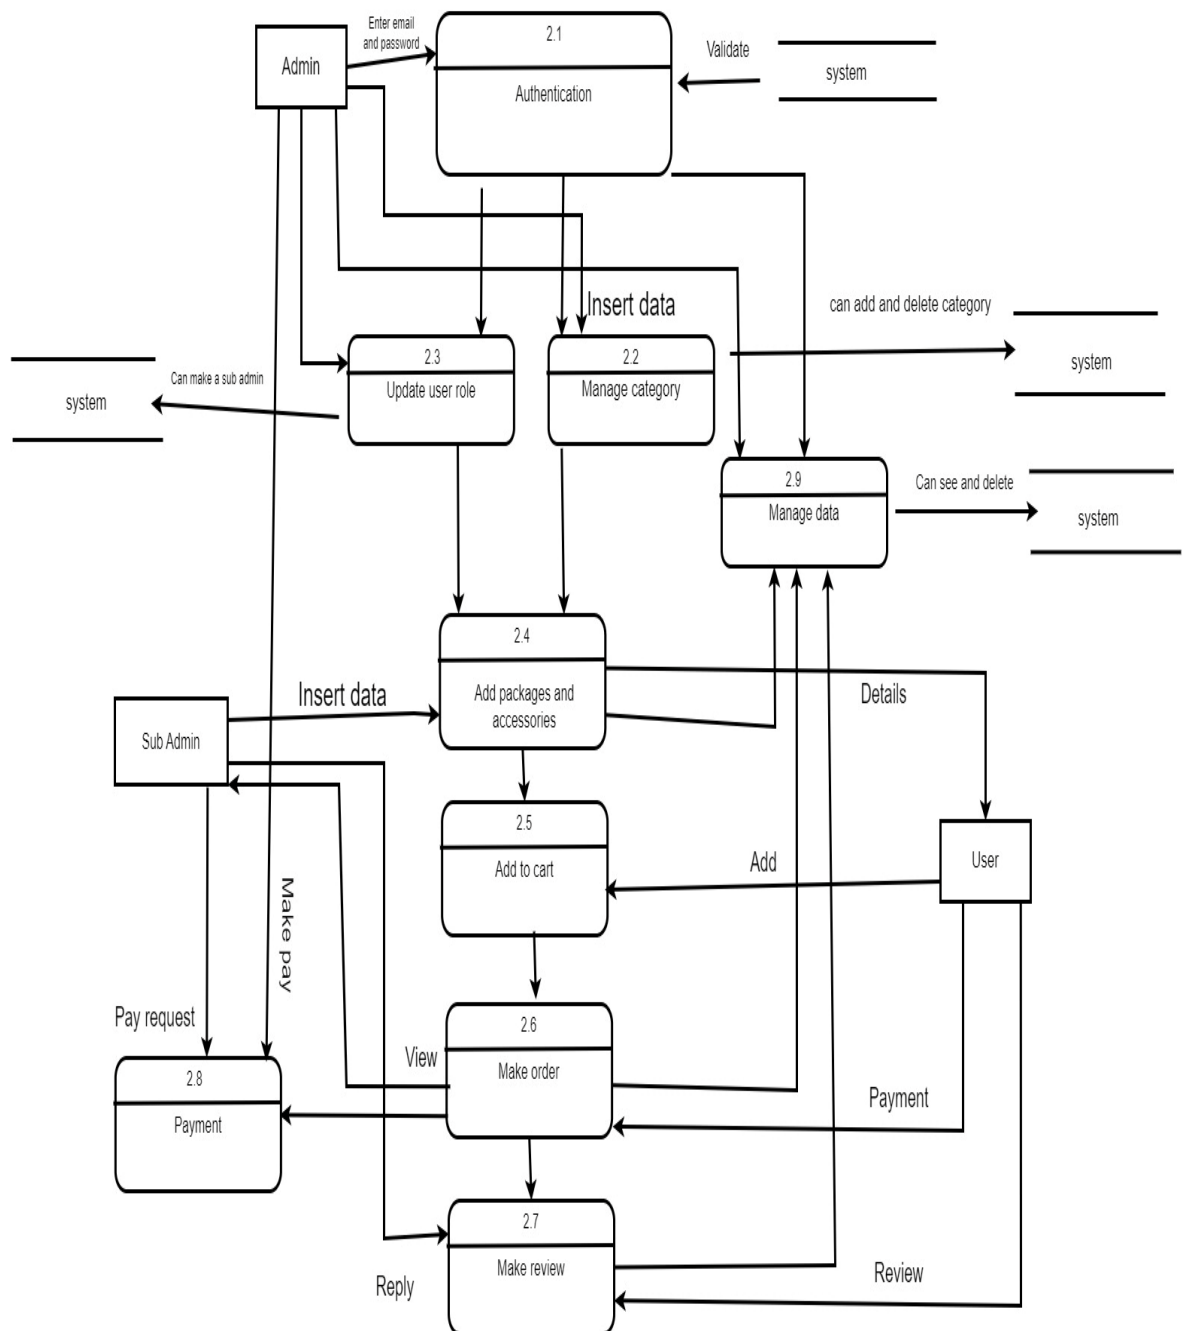 Enter email
and password
2.1
Admin
Validate
system
Authentication
Insert data
can add and delete category
2.3
2.2
system
Can make a sub admin
Update user role
Manage category
system
2.9
Can see and delete
Manage data
system
2.4
Insert data
Add packages and
accessories
Details
Sub Admin
2.5
Add to cart
Add
User
Make pay
Pay request
2.6
View
Make order
2.8
Payment
Payment
2.7
Make review
Review
Reply